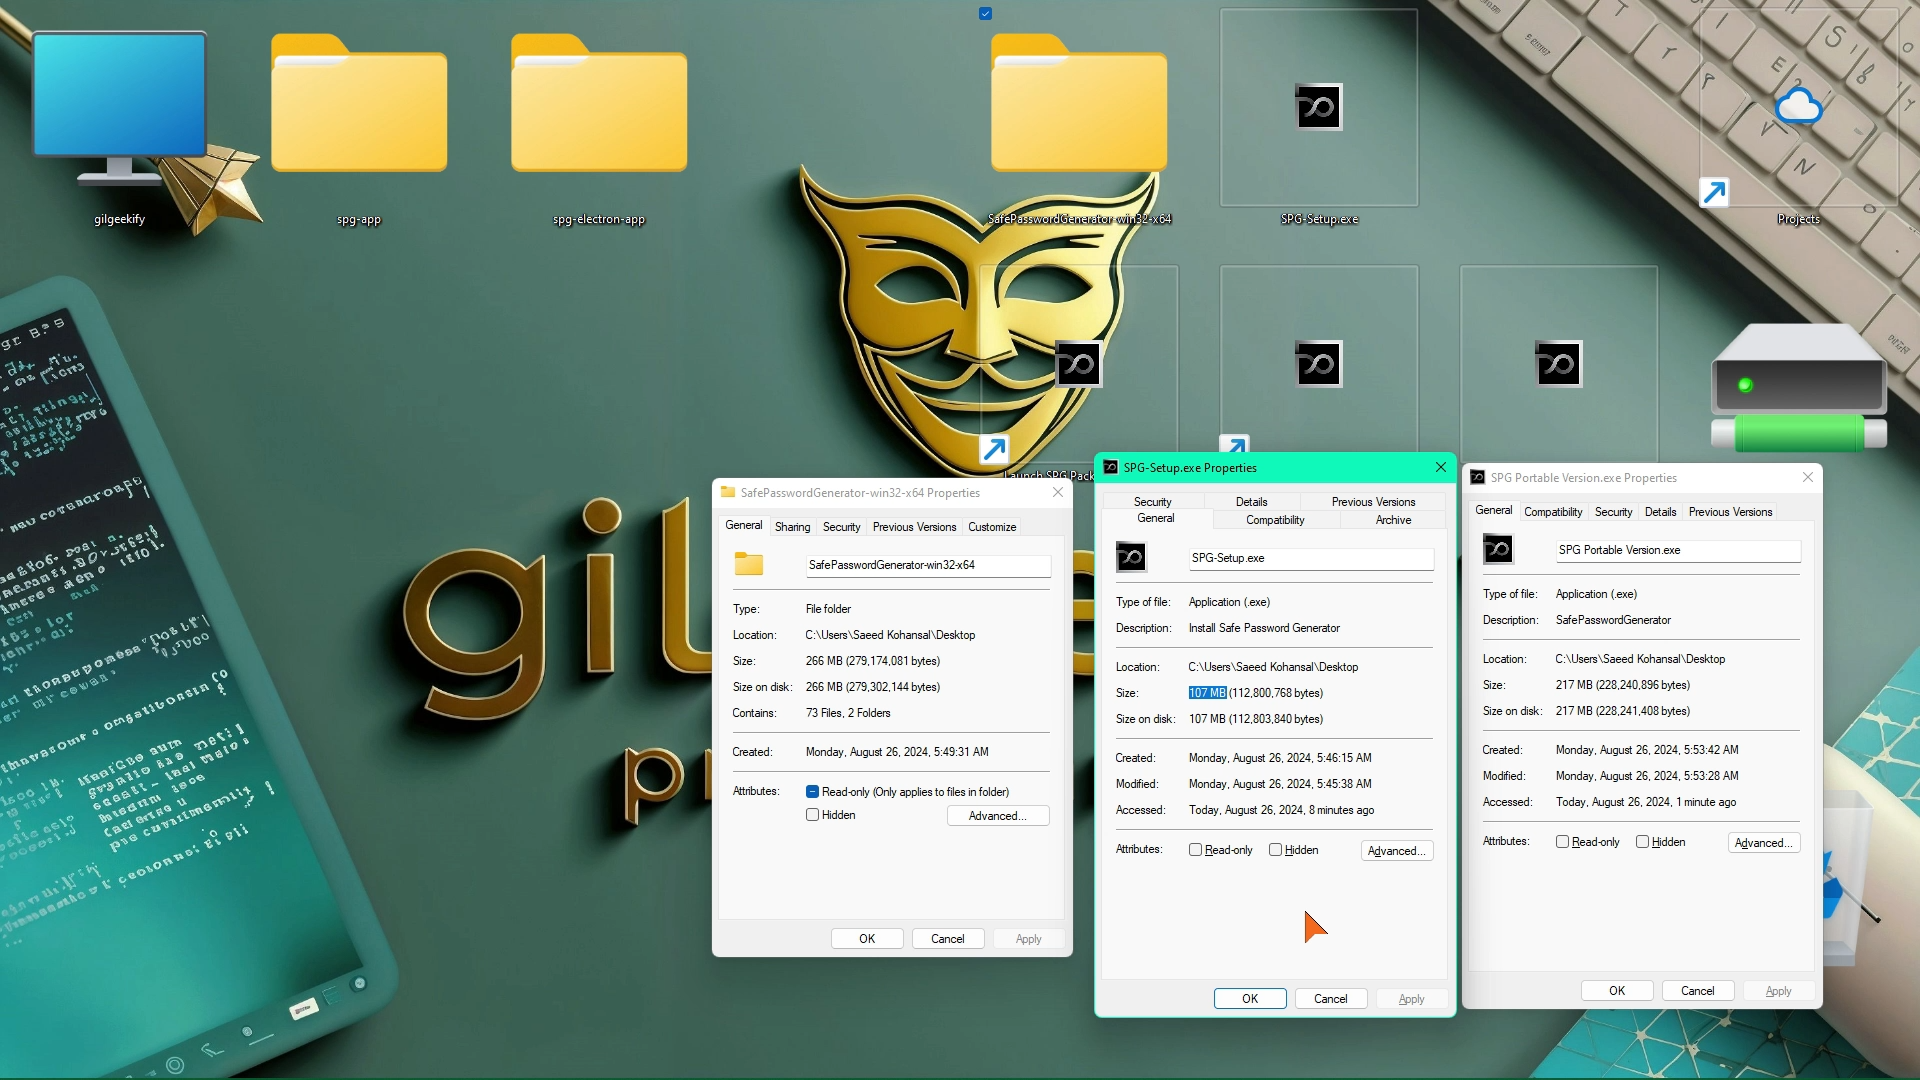 gilgeekify
spg-app
spg-electron-app
SafePasswordGenerator-win32-x64
SPG-Setup.exe
Projects
Launch SPG Pack
gil
SafePasswordGenerator-win32-x64 Properties
General Sharing Security Previous Versions Customize
SafePasswordGenerator-win32-x64
Type: File folder
Location: C:\Users\Saeed Kohansal\Desktop
Size: 266 MB (279,174,081 bytes)
Size on disk: 266 MB (279,302,144 bytes)
Contains: 73 Files, 2 Folders
Created: Monday, August 26, 2024, 5:49:31 AM
Attributes: Read-only (Only applies to files in folder)
Hidden Advanced...
OK Cancel Apply
SPG-Setup.exe Properties
Security Details Previous Versions
General Compatibility Archive
SPG-Setup.exe
Type of file: Application (.exe)
Description: Install Safe Password Generator
Location: C:\Users\Saeed Kohansal\Desktop
Size: 107 MB (112,800,768 bytes)
Size on disk: 107 MB (112,803,840 bytes)
Created: Monday, August 26, 2024, 5:46:15 AM
Modified: Monday, August 26, 2024, 5:45:38 AM
Accessed: Today, August 26, 2024, 8 minutes ago
Attributes: Read-only Hidden Advanced...
OK Cancel Apply
SPG Portable Version.exe Properties
General Compatibility Security Details Previous Versions
SPG Portable Version.exe
Type of file: Application (.exe)
Description: SafePasswordGenerator
Location: C:\Users\Saeed Kohansal\Desktop
Size: 217 MB (228,240,896 bytes)
Size on disk: 217 MB (228,241,408 bytes)
Created: Monday, August 26, 2024, 5:53:42 AM
Modified: Monday, August 26, 2024, 5:53:28 AM
Accessed: Today, August 26, 2024, 1 minute ago
Attributes: Read-only Hidden Advanced...
OK Cancel Apply